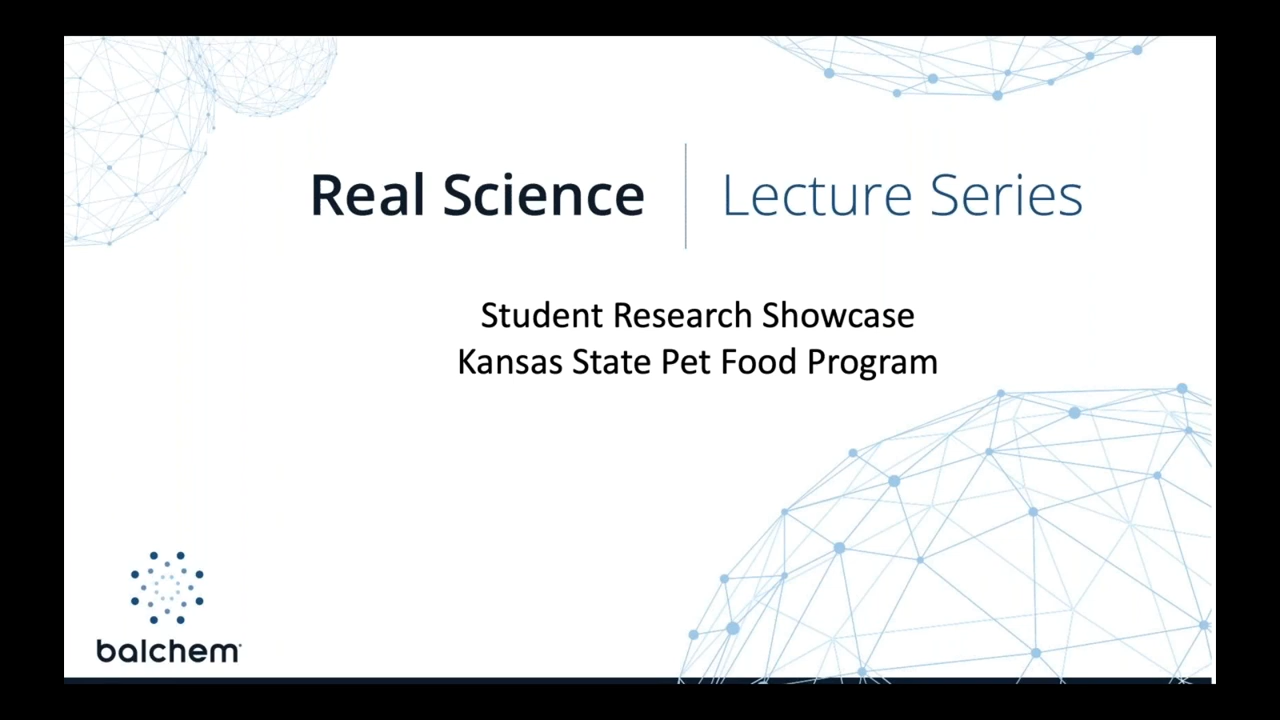 Real Science | Lecture Series
Student Research Showcase
Kansas State Pet Food Program
balchem